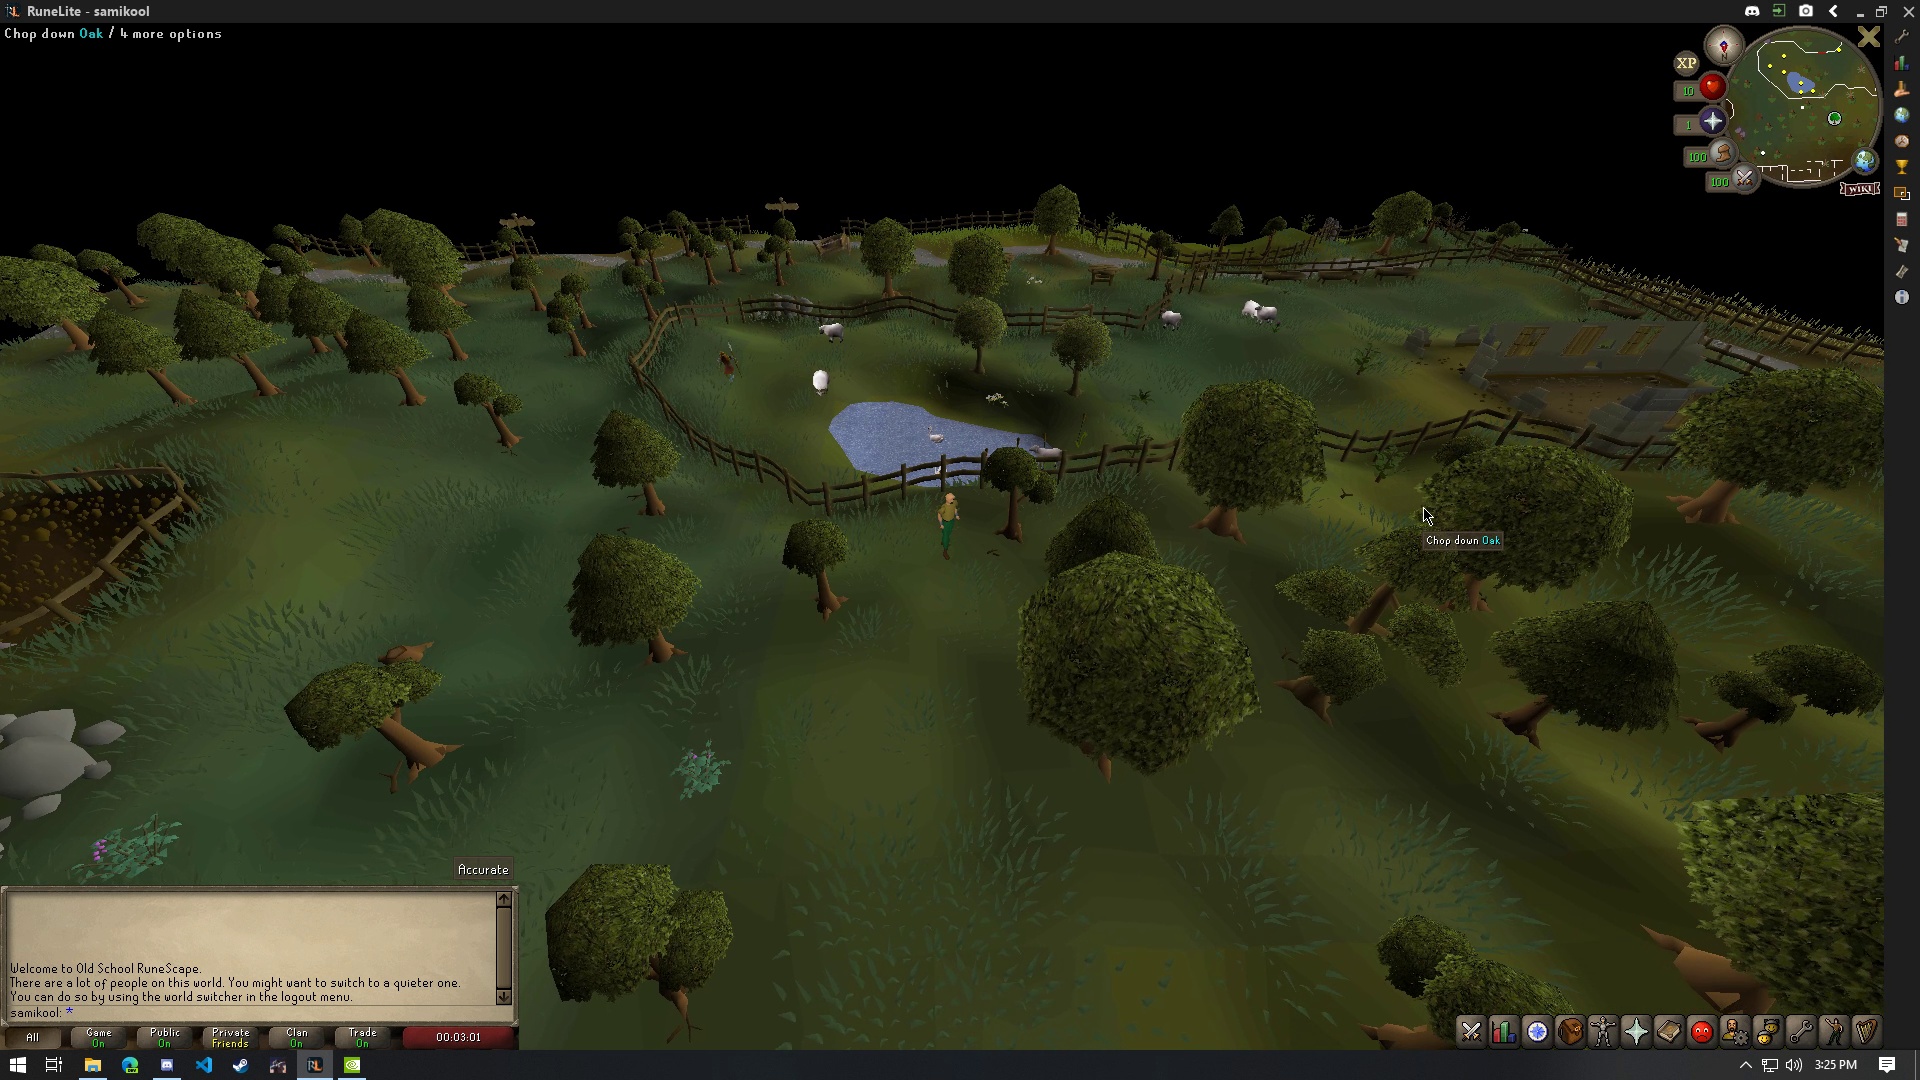 RuneLite - samikool
Chop down Oak / 4 more options
XP
N
10
1
100
100
WIKI
Chop down Oak
Accurate
Welcome to Old School RuneScape.
There are a lot of people on this world. You might want to switch to a quieter one.
You can do so by using the world switcher in the logout menu.
samikool: *
All
Game
On
Public
On
Private
Friends
Clan
On
Trade
On
00:03:01
3:25 PM